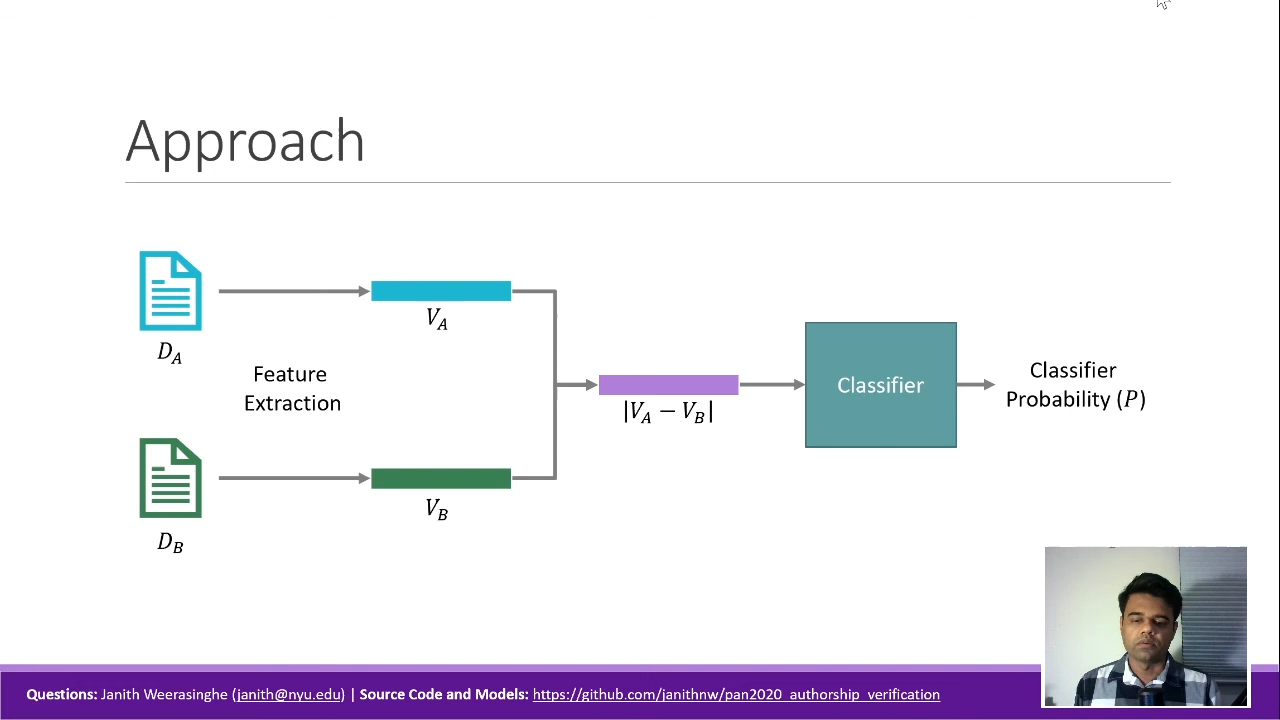 Approach
D_A
Feature
Extraction
D_B
V_A
V_B
|V_A − V_B|
Classifier
Classifier
Probability (P)
Questions: Janith Weerasinghe (janith@nyu.edu) | Source Code and Models: https://github.com/janithnw/pan2020_authorship_verification